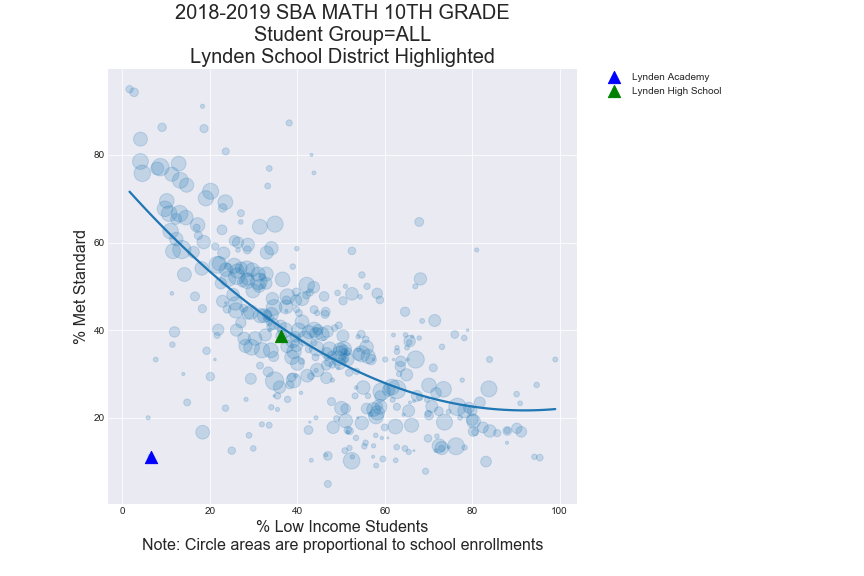 2018-2019 SBA MATH 10TH GRADE
Student Group=ALL
Lynden School District Highlighted
Lynden Academy
Lynden High School
80
60
40
20
% Met Standard
0 20 40 60 80 100
% Low Income Students
Note: Circle areas are proportional to school enrollments